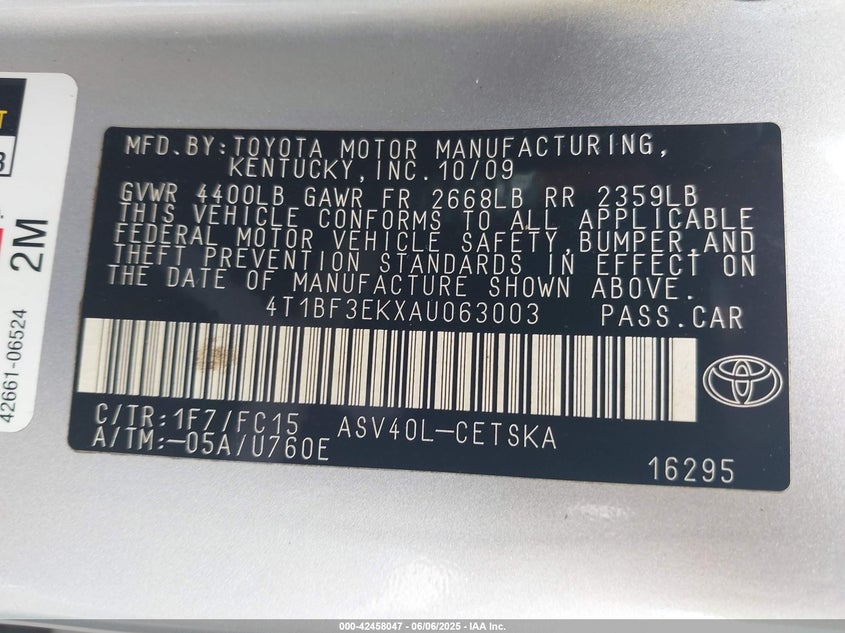 MFD. BY: TOYOTA MOTOR MANUFACTURING,
KENTUCKY, INC. 10/09
GVWR 4400LB GAWR FR 2668LB RR 2359LB
THIS VEHICLE CONFORMS TO ALL APPLICABLE
FEDERAL MOTOR VEHICLE SAFETY, BUMPER, AND
THEFT PREVENTION STANDARDS IN EFFECT ON
THE DATE OF MANUFACTURE SHOWN ABOVE.
4T1BF3EKXAU063003 PASS.CAR
C/TR:1F7/FC15 ASV40L-CETSKA
A/TM:-05A/U760E
16295
42661-06524
2M
000-42458047 - 06/06/2025 - IAA Inc.